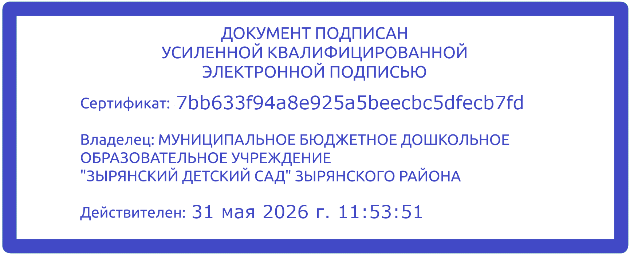 ДОКУМЕНТ ПОДПИСАН
УСИЛЕННОЙ КВАЛИФИЦИРОВАННОЙ
ЭЛЕКТРОННОЙ ПОДПИСЬЮ
Сертификат: 7bb633f94a8e925a5beecbc5dfecb7fd
Владелец: МУНИЦИПАЛЬНОЕ БЮДЖЕТНОЕ ДОШКОЛЬНОЕ
ОБРАЗОВАТЕЛЬНОЕ УЧРЕЖДЕНИЕ
"ЗЫРЯНСКИЙ ДЕТСКИЙ САД" ЗЫРЯНСКОГО РАЙОНА
Действителен: 31 мая 2026 г. 11:53:51